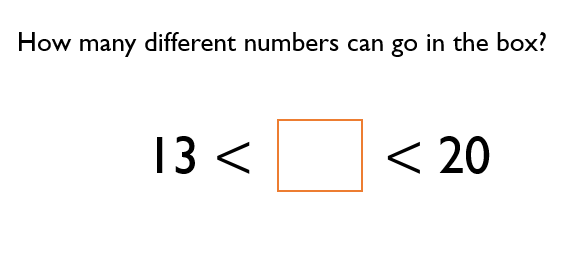 How many different numbers can go in the box?
13 < < 20